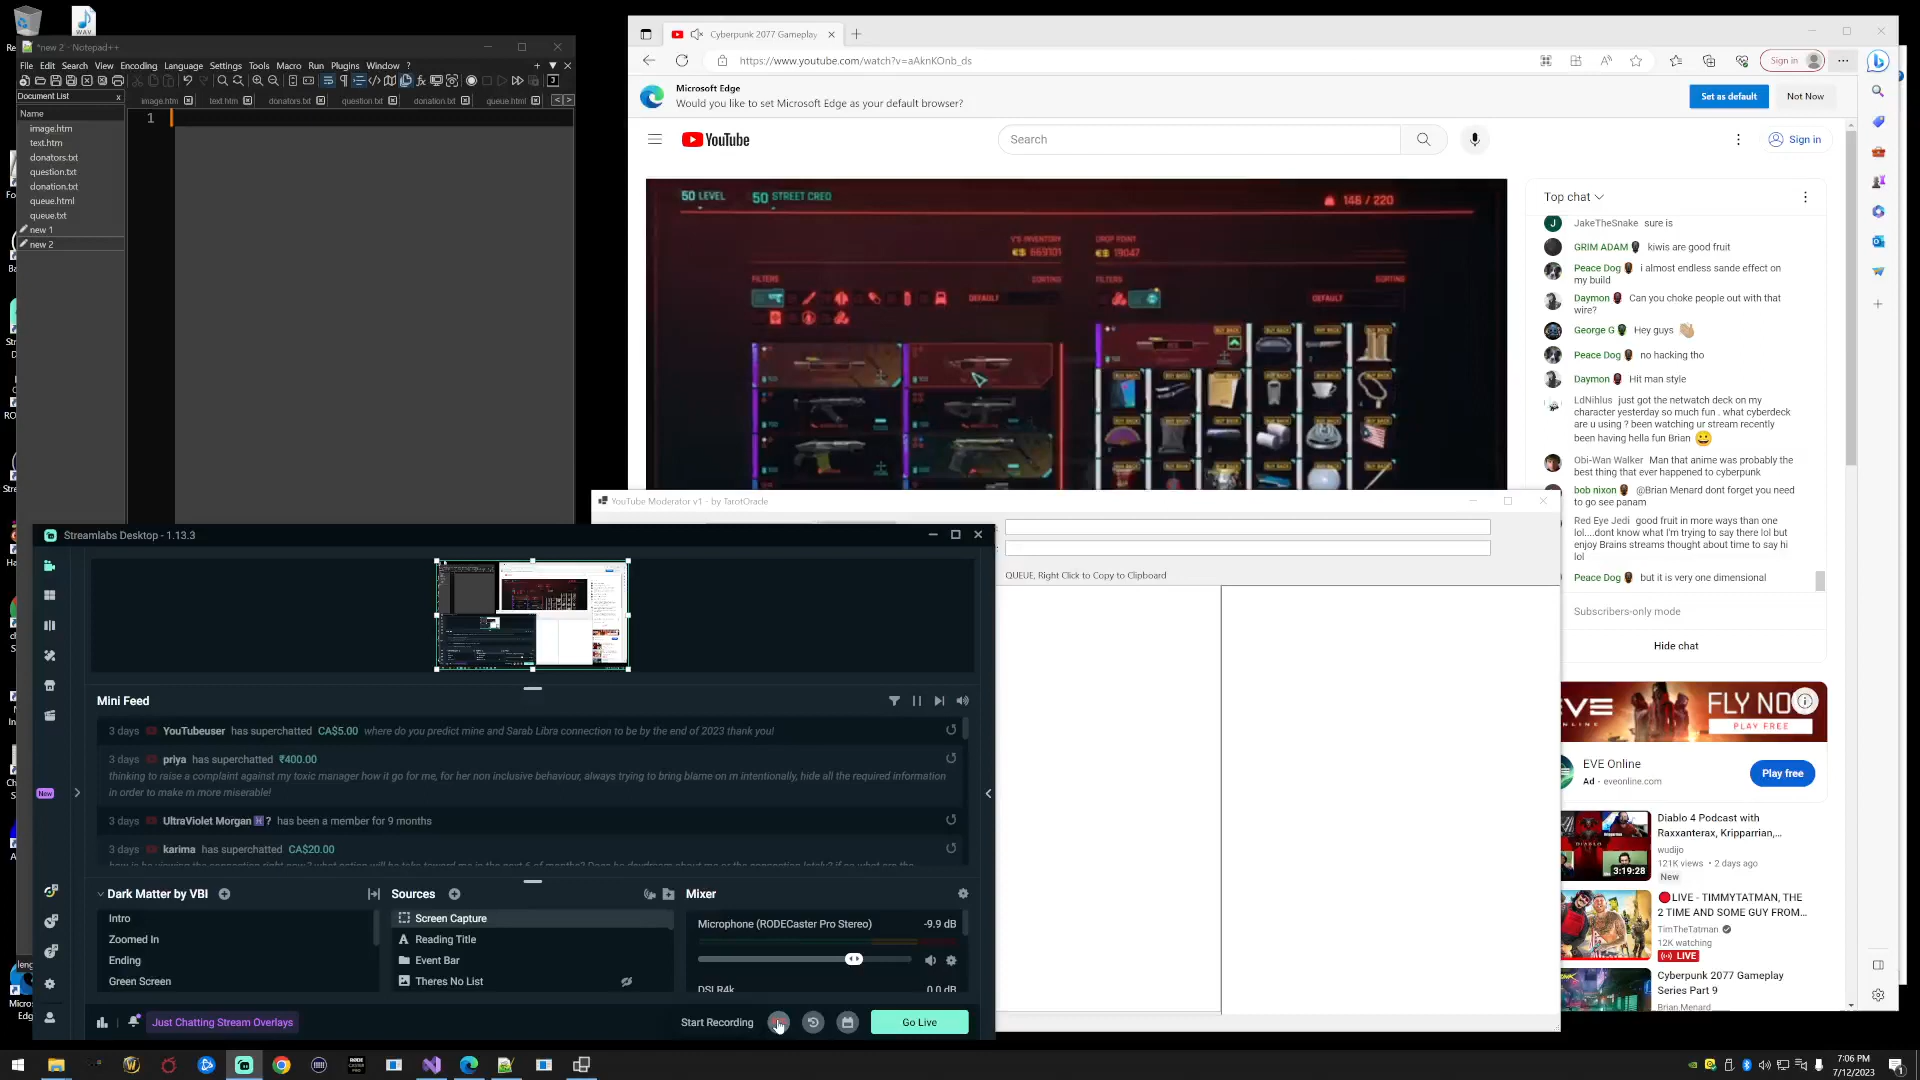 *new 2 - Notepad++
File Edit Search View Encoding Language Settings Tools Macro Run Plugins Window ?
Document List
image.htm text.htm donators.txt question.txt donation.txt queue.html
Name
image.htm
text.htm
donators.txt
question.txt
donation.txt
queue.html
queue.txt
new 1
new 2
1
Cyberpunk 2077 Gameplay
https://www.youtube.com/watch?v=aAknKOnb_ds
Sign in
Microsoft Edge
Would you like to set Microsoft Edge as your default browser?
Set as default
Not Now
YouTube
Search
Sign in
50 LEVEL
50 STREET CRED
146 / 220
V'S INVENTORY
669101
DROP POINT
19047
FILTERS
SORTING
DEFAULT
FILTERS
SORTING
DEFAULT
Top chat
JakeTheSnake sure is
GRIM ADAM kiwis are good fruit
Peace Dog i almost endless sande effect on
my build
Daymon Can you choke people out with that
wire?
George G Hey guys
Peace Dog no hacking tho
Daymon Hit man style
LdNihlus just got the netwatch deck on my
character yesterday so much fun . what cyberdeck
are u using ? been watching ur stream recently
been having hella fun Brian
Obi-Wan Walker Man that anime was probably the
best thing that ever happened to cyberpunk
bob nixon @Brian Menard dont forget you need
to go see panam
Red Eye Jedi good fruit in more ways than one
lol....dont know what I'm trying to say there lol but
enjoy Brains streams thought about time to say hi
lol
Peace Dog but it is very one dimensional
Subscribers-only mode
Hide chat
EVE
ONLINE
FLY NO
PLAY FREE
EVE Online
Ad · eveonline.com
Play free
Diablo 4 Podcast with
Raxxanterax, Kripparrian,...
wudijo
121K views • 2 days ago
New
3:19:28
LIVE - TIMMYTATMAN, THE
2 TIME AND SOME GUY FROM...
TimTheTatman
12K watching
LIVE
Cyberpunk 2077 Gameplay
Series Part 9
Brian Menard
YouTube Moderator v1 - by TarotOracle
QUEUE, Right Click to Copy to Clipboard
Streamlabs Desktop - 1.13.3
Mini Feed
3 days YouTubeuser has superchatted CA$5.00 where do you predict mine and Sarab Libra connection to be by the end of 2023 thank you!
3 days priya has superchatted ₹400.00
thinking to raise a complaint against my toxic manager how it go for me, for her non inclusive behaviour, always trying to bring blame on m intentionally, hide all the required information
in order to make m more miserable!
3 days UltraViolet Morgan ? has been a member for 9 months
3 days karima has superchatted CA$20.00
New
Dark Matter by VBI
Intro
Zoomed In
Ending
Green Screen
Sources
Screen Capture
Reading Title
Event Bar
Theres No List
Mixer
Microphone (RODECaster Pro Stereo) -9.9 dB
DSLR4k 0.0 dB
Just Chatting Stream Overlays
Start Recording
Go Live
7:06 PM
7/12/2023